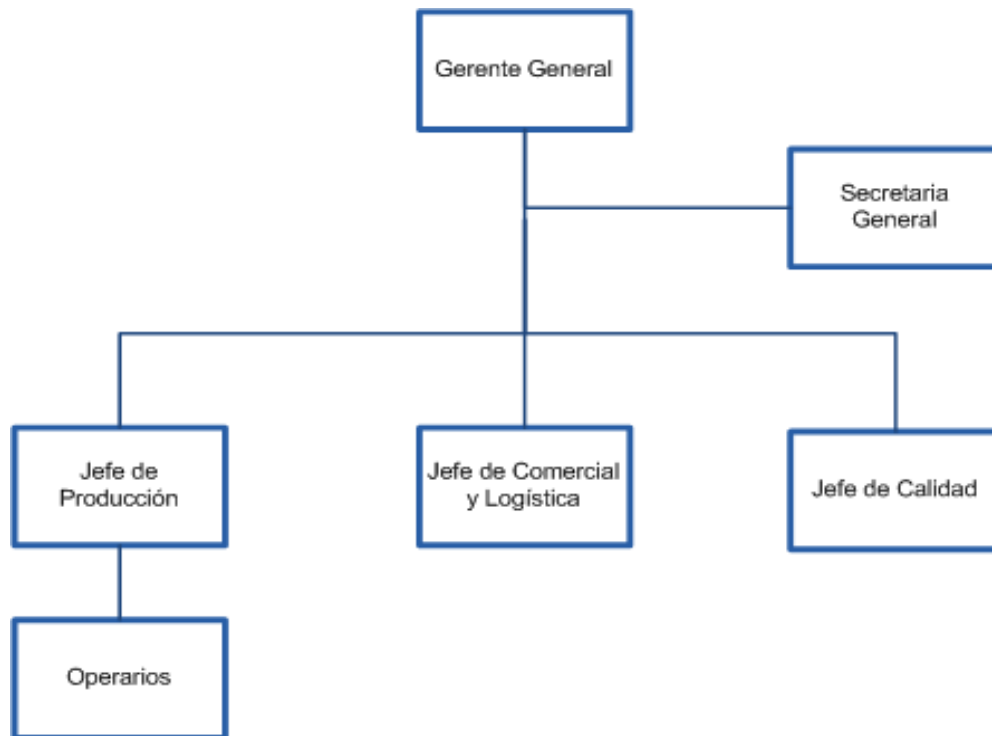 Gerente General
Secretaria
General
Jefe de
Producción
Jefe de Comercial
y Logística
Jefe de Calidad
Operarios